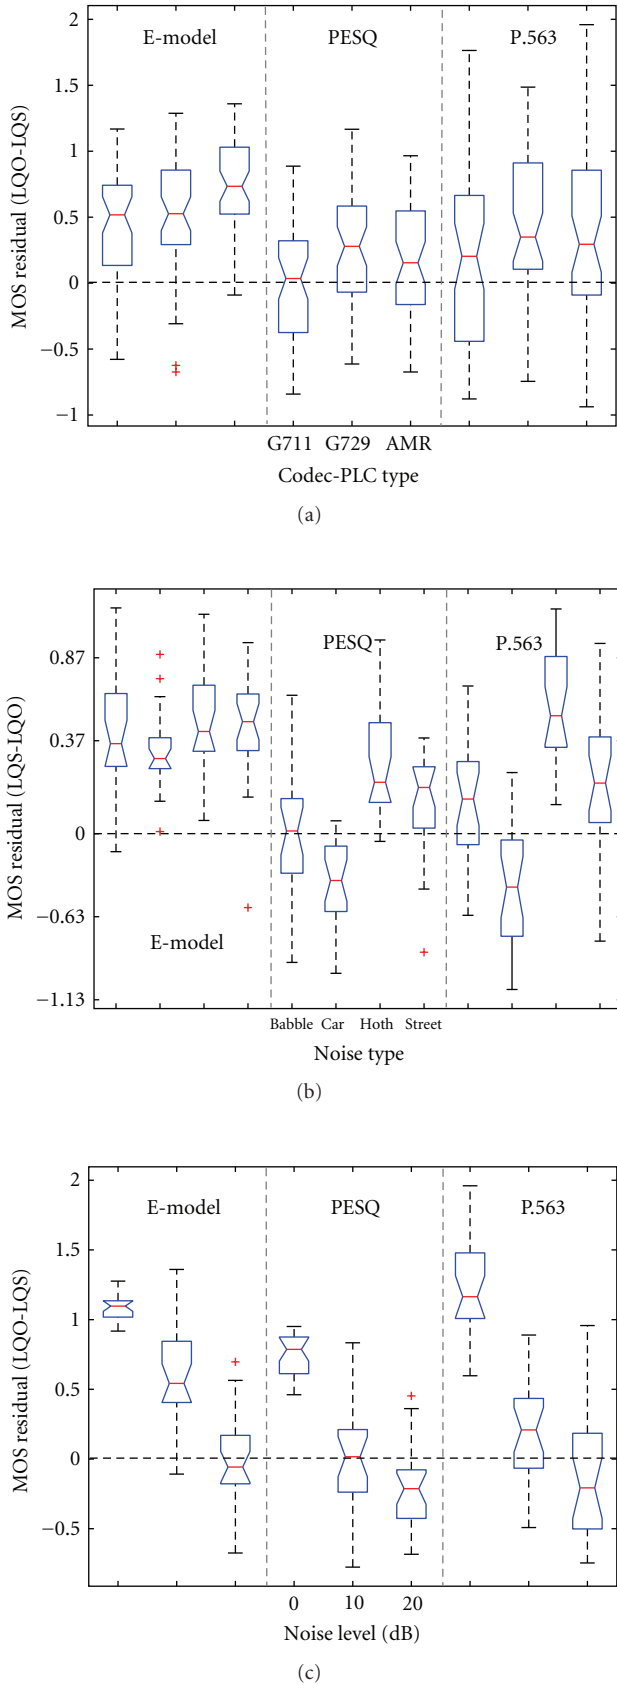 E-model PESQ P.563
2
1.5
1
0.5
0
−0.5
−1
MOS residual (LQO-LQS)
G711 G729 AMR
Codec-PLC type
(a)
PESQ P.563
0.87
0.37
0
−0.63
−1.13
MOS residual (LQS-LQO)
E-model
Babble Car Hoth Street
Noise type
(b)
E-model PESQ P.563
2
1.5
1
0.5
0
−0.5
MOS residual (LQO-LQS)
0 10 20
Noise level (dB)
(c)